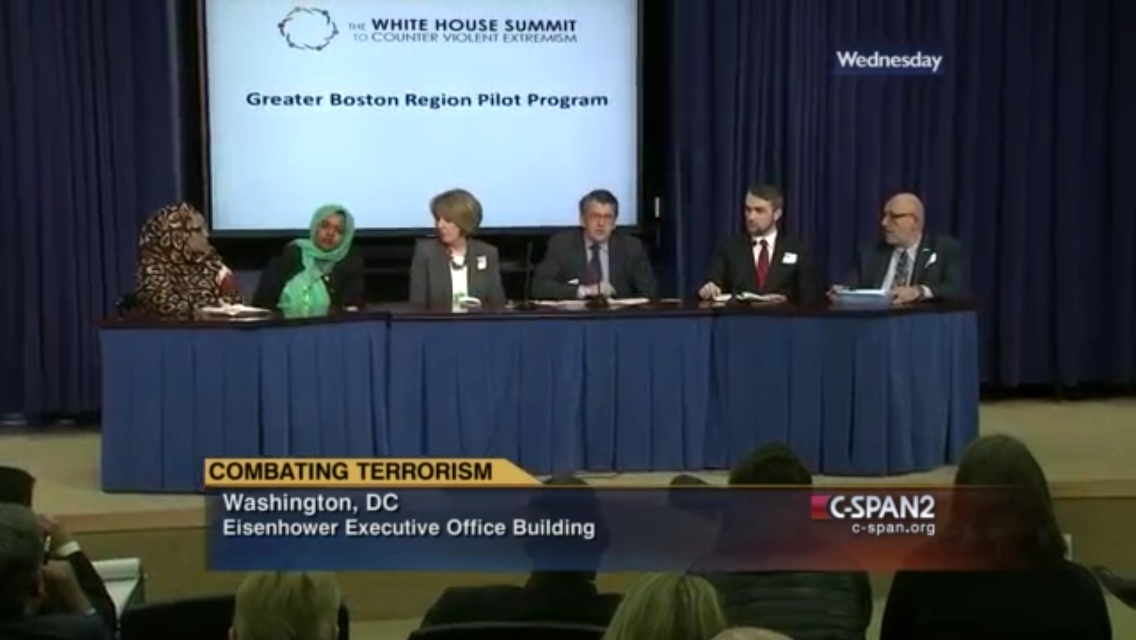 THE WHITE HOUSE SUMMIT
TO COUNTER VIOLENT EXTREMISM
Wednesday
Greater Boston Region Pilot Program
COMBATING TERRORISM
Washington, DC
Eisenhower Executive Office Building
C-SPAN2
c-span.org